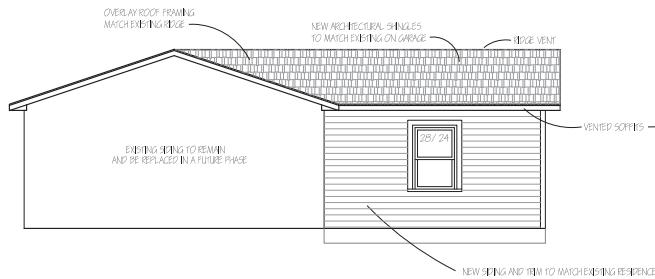 OVERLAY ROOF FRAMING
MATCH EXISTING RIDGE
NEW ARCHITECTURAL SHINGLES
TO MATCH EXISTING ON GARAGE
RIDGE VENT
VENTED SOFFITS
28/ 24
EXISTING SIDING TO REMAIN
AND BE REPLACED IN A FUTURE PHASE
NEW SIDING AND TRIM TO MATCH EXISTING RESIDENCE